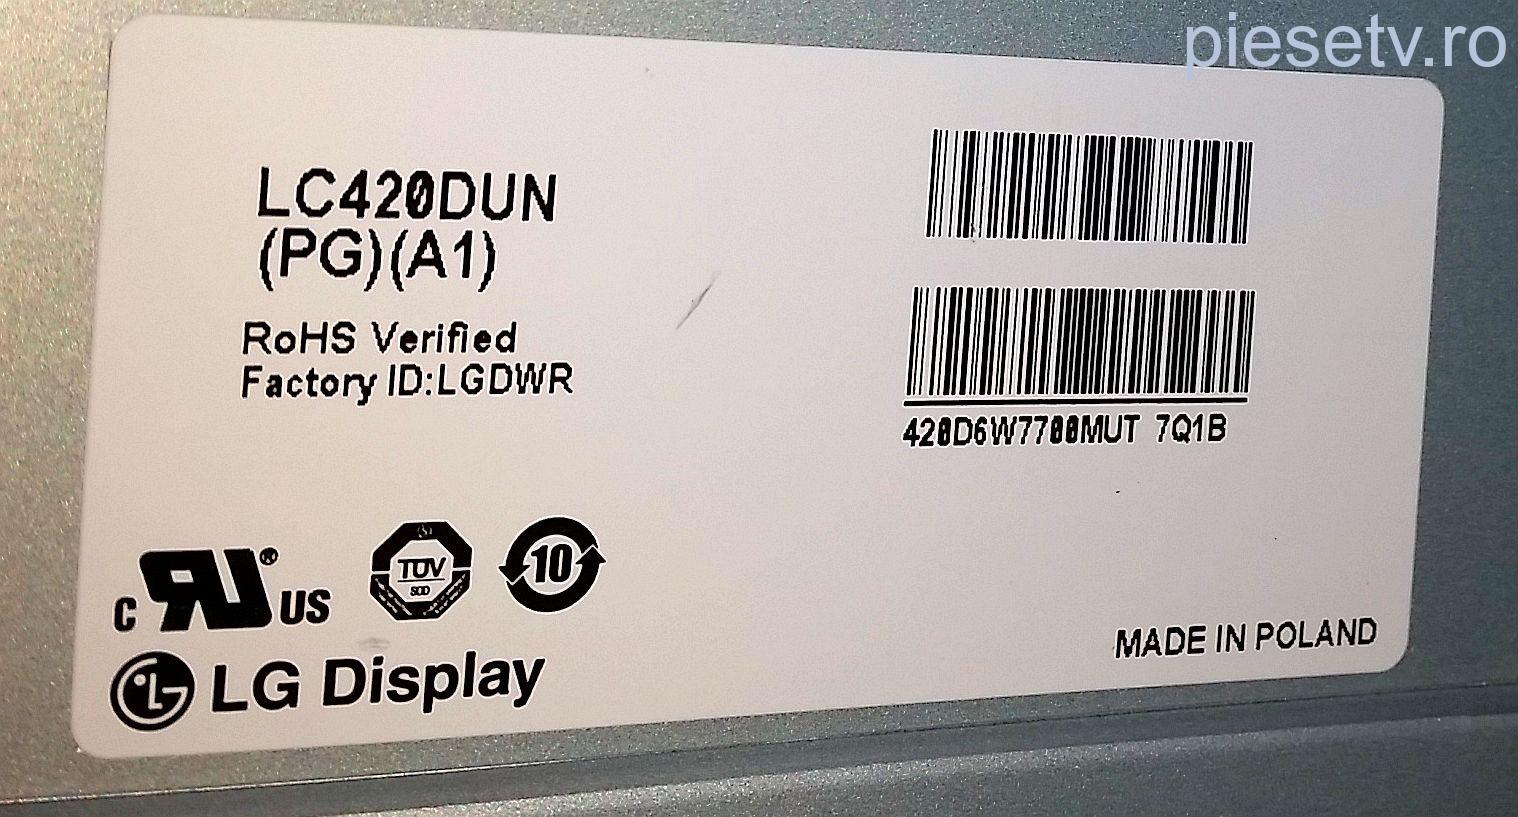 piesetv.ro
LC420DUN
(PG)(A1)
RoHS Verified
Factory ID:LGDWR
420D6W7700MUT 7Q1B
c RU® US
TÜV
10
LG Display
MADE IN POLAND